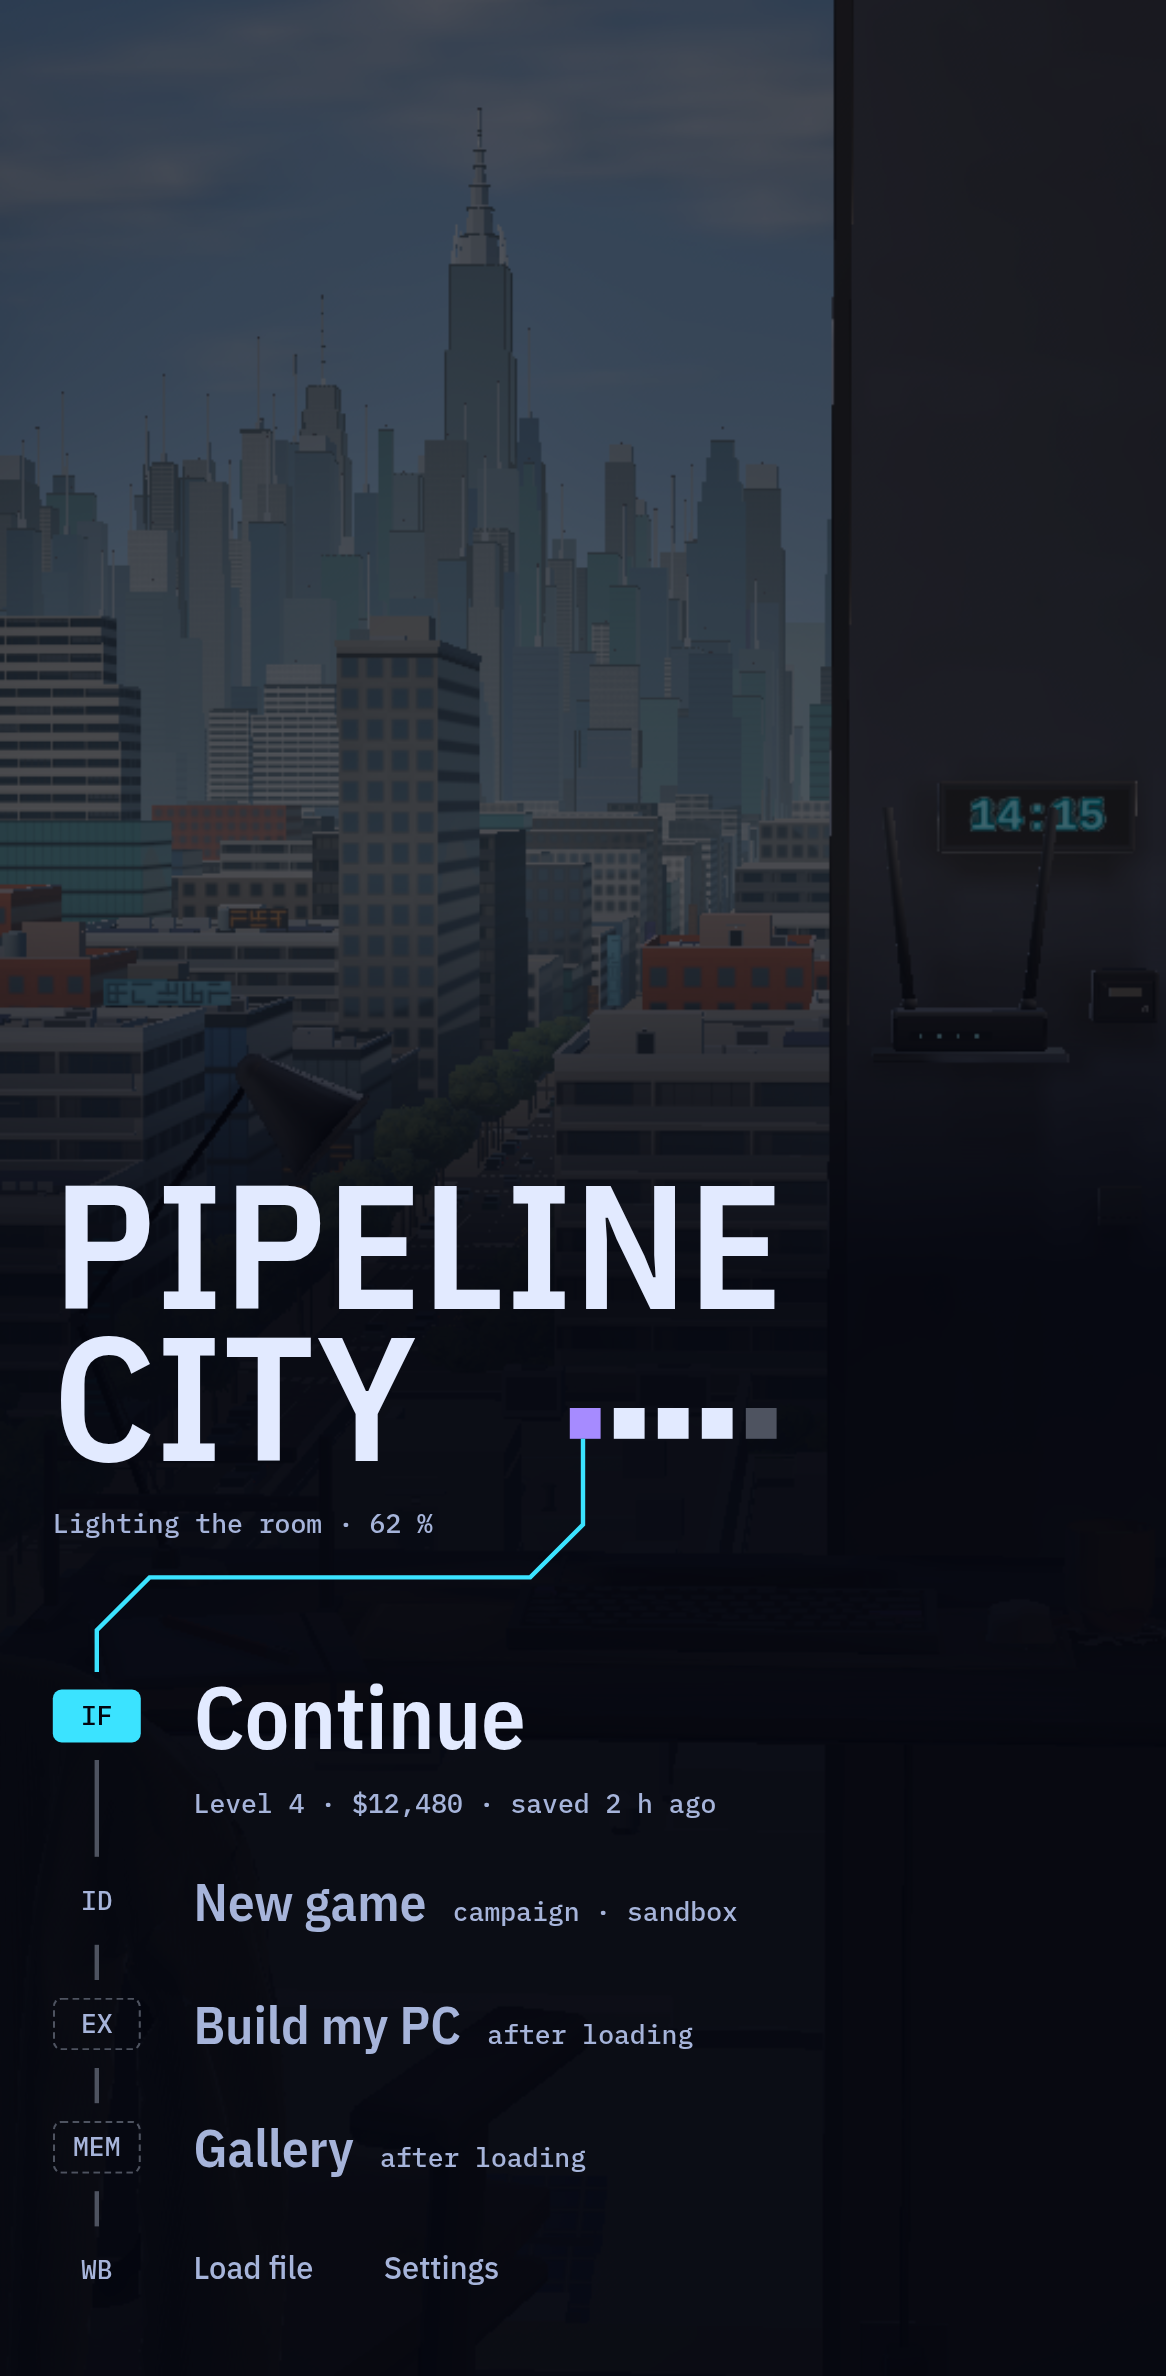 14:15
PIPELINE
CITY
Lighting the room · 62 %
IF Continue
Level 4 · $12,480 · saved 2 h ago
ID New game campaign · sandbox
EX Build my PC after loading
MEM Gallery after loading
WB Load file Settings